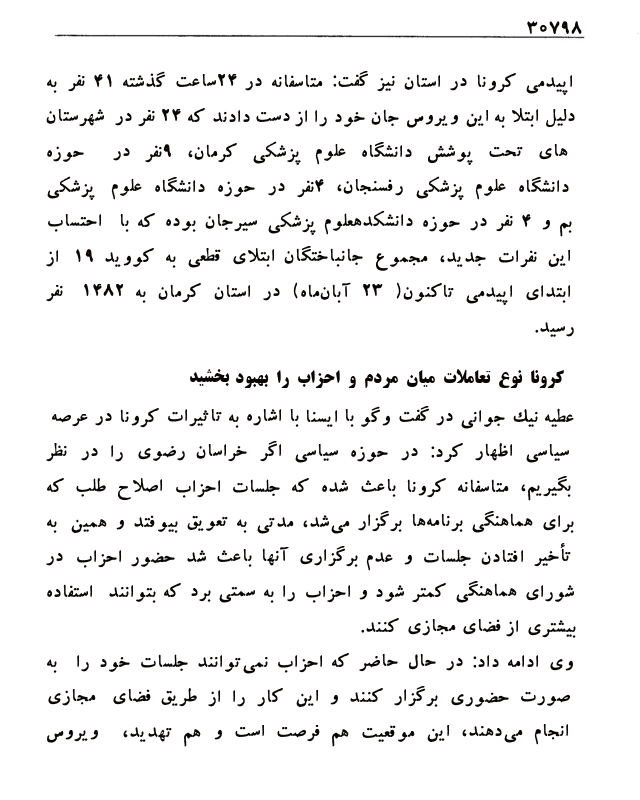 ۳۰۷۹۸
اپیدمی کرونا در استان نیز گفت: متاسفانه در ۲۴ساعت گذشته ۴۱ نفر به
دلیل ابتلا به این ویروس جان خود را از دست دادند که ۲۴ نفر در شهرستان
های تحت پوشش دانشگاه علوم پزشکی کرمان، ۹نفر در حوزه
دانشگاه علوم پزشکی رفسنجان، ۴نفر در حوزه دانشگاه علوم پزشکی
بم و ۴ نفر در حوزه دانشکدهعلوم پزشکی سیرجان بوده که با احتساب
این نفرات جدید، مجموع جانباختگان ابتلای قطعی به کووید ۱۹ از
ابتدای اپیدمی تاکنون( ۲۳ آبان‌ماه) در استان کرمان به ۱۴۸۲ نفر
رسید.
کرونا نوع تعاملات میان مردم و احزاب را بهبود بخشید
عطیه نیك جوانی در گفت وگو با ایسنا با اشاره به تاثیرات کرونا در عرصه
سیاسی اظهار کرد: در حوزه سیاسی اگر خراسان رضوی را در نظر
بگیریم، متاسفانه کرونا باعث شده که جلسات احزاب اصلاح طلب که
برای هماهنگی برنامه‌ها برگزار می‌شد، مدتی به تعویق بیوفتد و همین به
تأخیر افتادن جلسات و عدم برگزاری آنها باعث شد حضور احزاب در
شورای هماهنگی کمتر شود و احزاب را به سمتی برد که بتوانند استفاده
بیشتری از فضای مجازی کنند.
وی ادامه داد: در حال حاضر که احزاب نمی‌توانند جلسات خود را به
صورت حضوری برگزار کنند و این کار را از طریق فضای مجازی
انجام می‌دهند، این موقعیت هم فرصت است و هم تهدید، ویروس